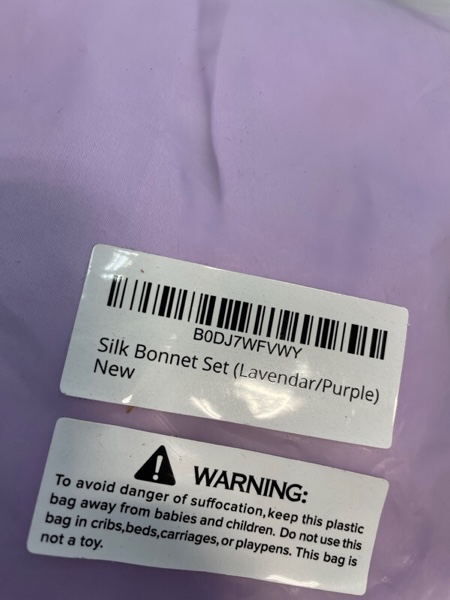 B0DJ7WFVWY
Silk Bonnet Set (Lavendar/Purple)
New
WARNING:
To avoid danger of suffocation,keep this plastic
bag away from babies and children. Do not use this
bag in cribs,beds,carriages,or playpens. This bag is
not a toy.